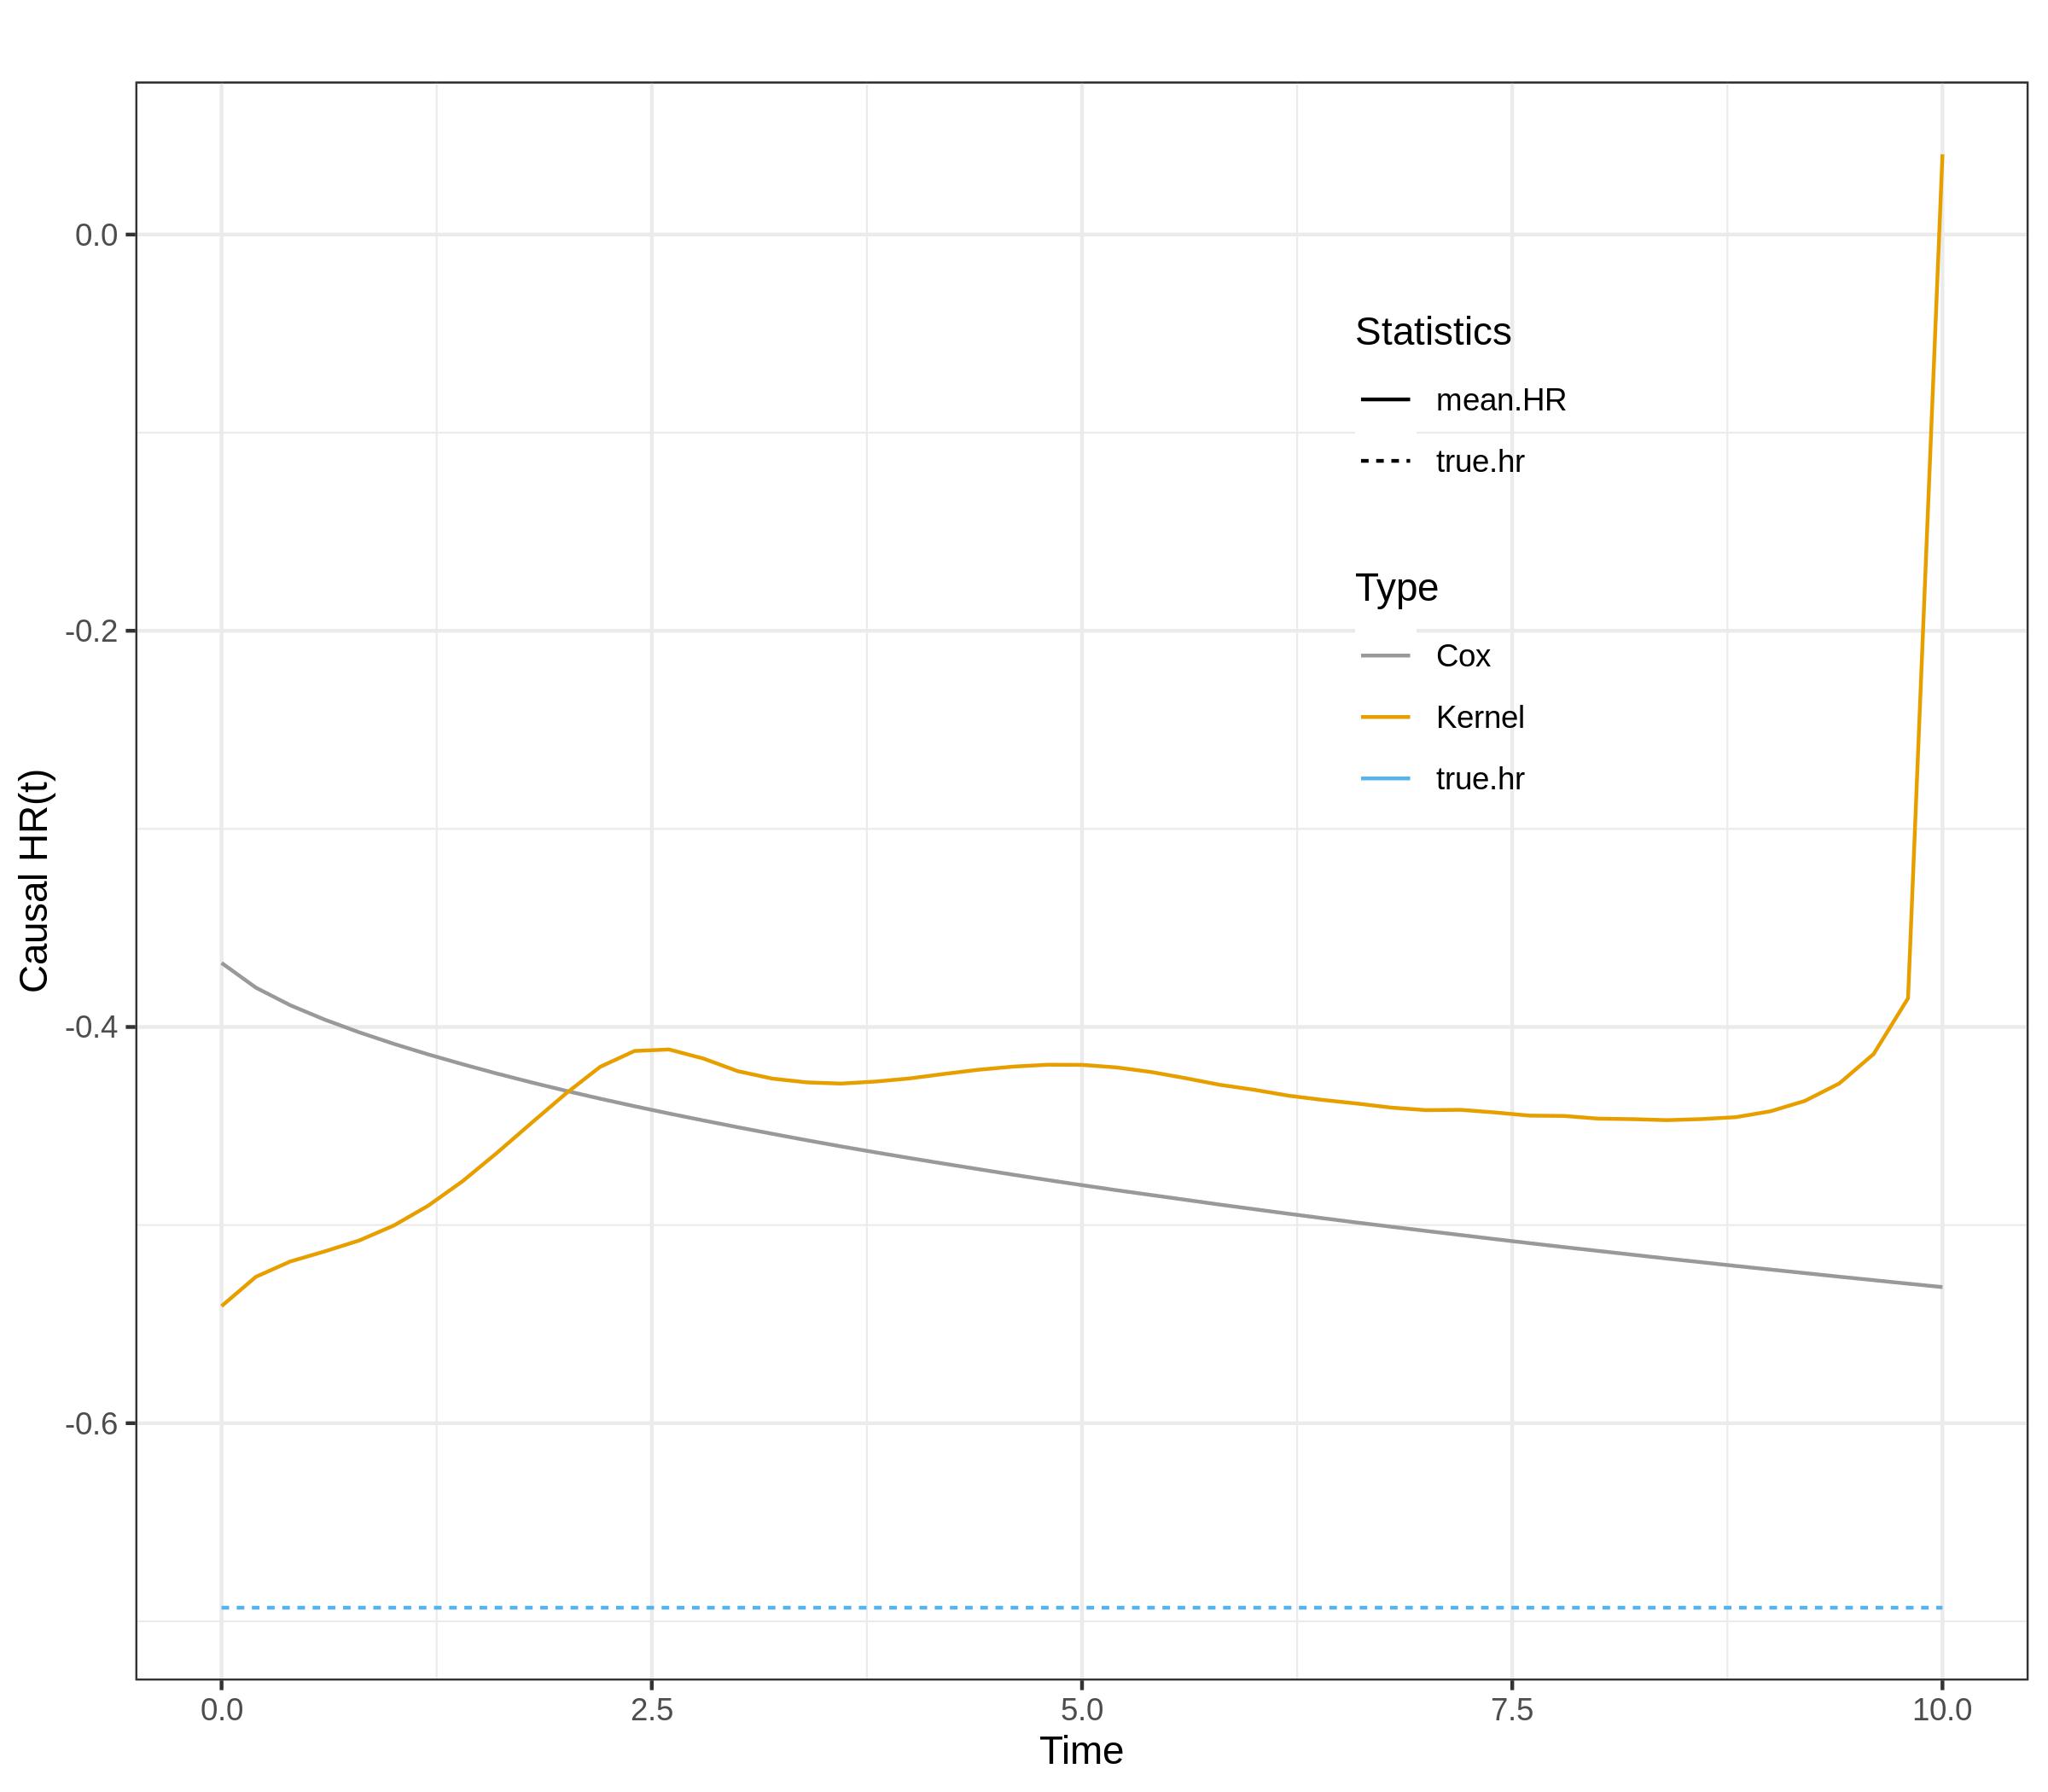 0.0
-0.2
-0.4
-0.6
Causal HR(t)
Statistics
mean.HR
true.hr
Type
Cox
Kernel
true.hr
0.0 2.5 5.0 7.5 10.0
Time